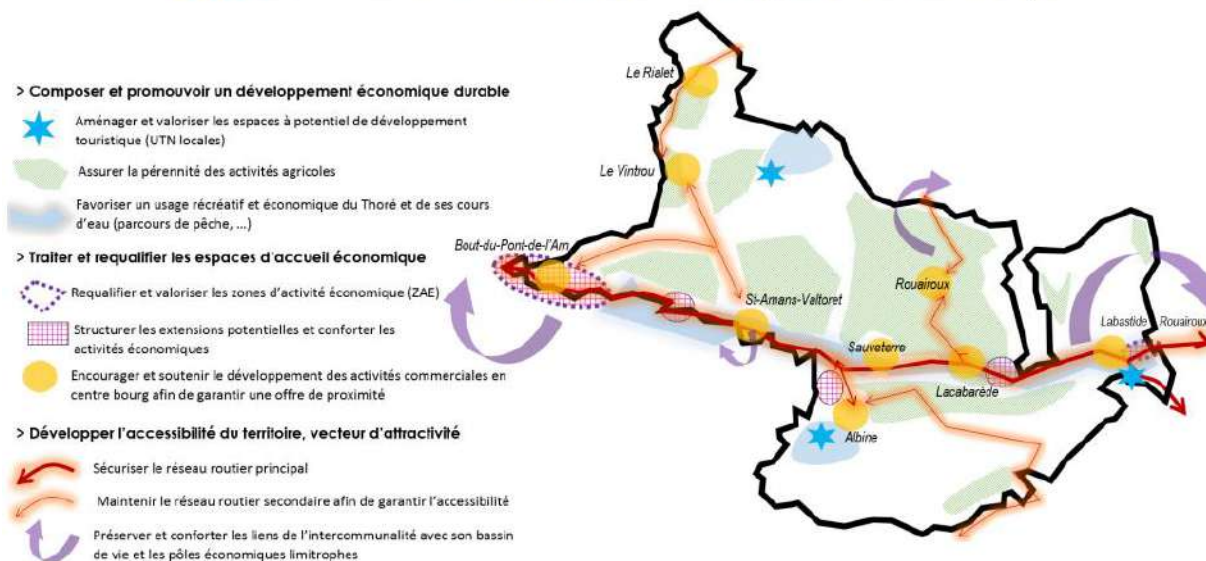 > Composer et promouvoir un développement économique durable
Aménager et valoriser les espaces à potentiel de développement
touristique (UTN locales)
Assurer la pérennité des activités agricoles
Favoriser un usage récréatif et économique du Thoré et de ses cours
d'eau (parcours de pêche, ...)
> Traiter et requalifier les espaces d'accueil économique
Requalifier et valoriser les zones d'activité économique (ZAE)
Structurer les extensions potentielles et conforter les
activités économiques
Encourager et soutenir le développement des activités commerciales en
centre bourg afin de garantir une offre de proximité
> Développer l'accessibilité du territoire, vecteur d'attractivité
Sécuriser le réseau routier principal
Maintenir le réseau routier secondaire afin de garantir l'accessibilité
Préserver et conforter les liens de l'intercommunalité avec son bassin
de vie et les pôles économiques limitrophes
Le Rialet
Le Vintrou
Bout-du-Pont-de-l'Arn
St-Amans-Valtoret
Rouairoux
Labastide Rouairoux
Sauveterre
Lacabarède
Albine